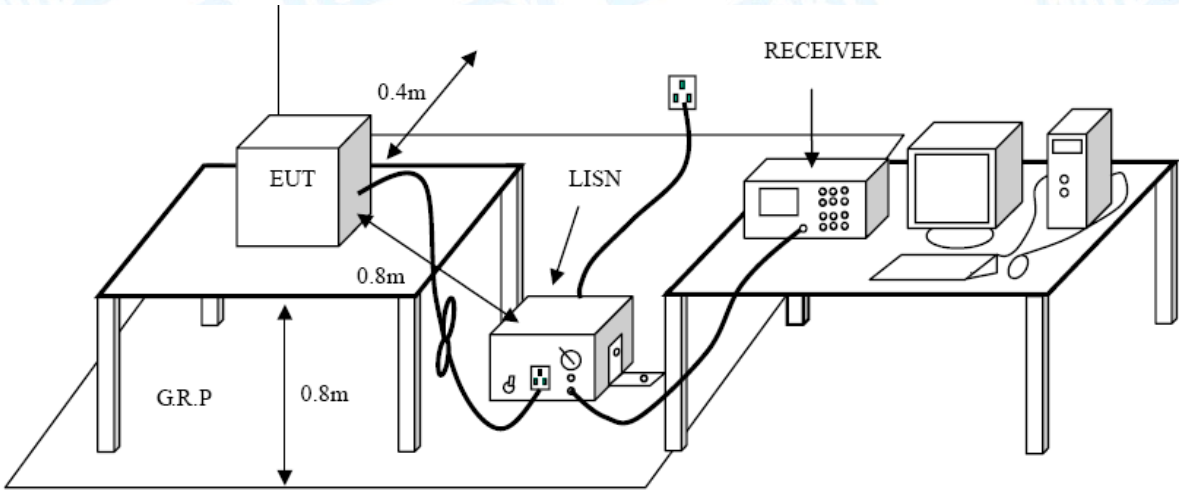 RECEIVER
0.4m
EUT
LISN
0.8m
G.R.P
0.8m